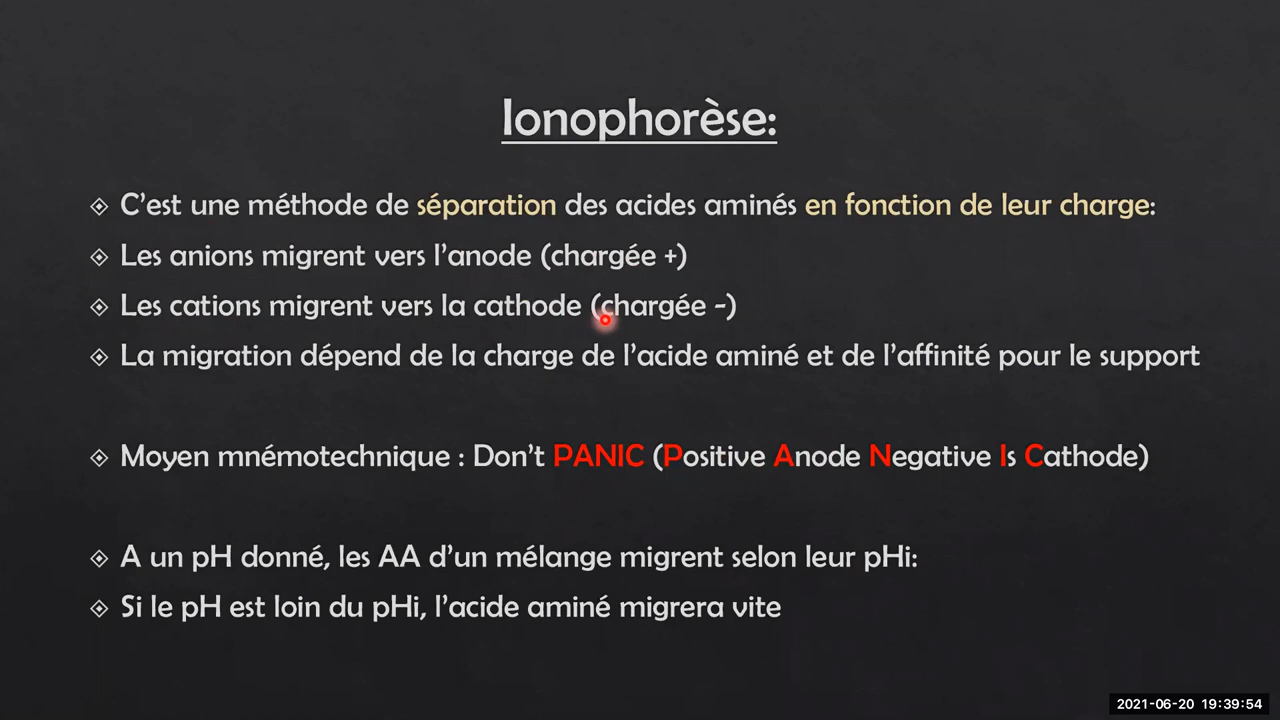 Ionophorèse:
C'est une méthode de séparation des acides aminés en fonction de leur charge:
Les anions migrent vers l'anode (chargée +)
Les cations migrent vers la cathode (chargée -)
La migration dépend de la charge de l'acide aminé et de l'affinité pour le support
Moyen mnémotechnique : Don't PANIC (Positive Anode Negative Is Cathode)
A un pH donné, les AA d'un mélange migrent selon leur pHi:
Si le pH est loin du pHi, l'acide aminé migrera vite
2021-06-20 19:39:54